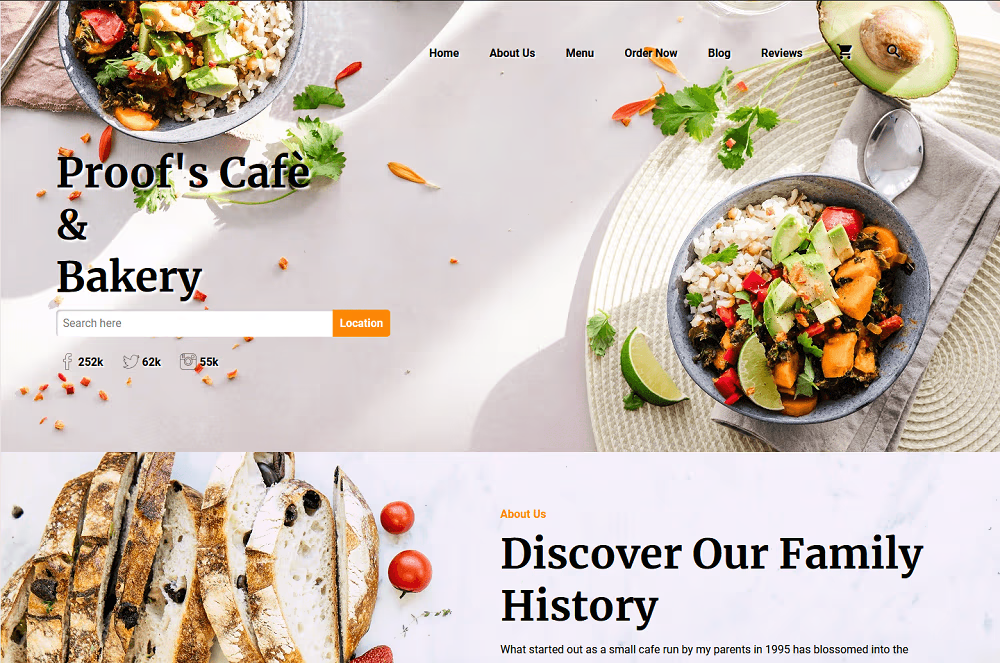 Home About Us Menu Order Now Blog Reviews
Proof's Cafè
&
Bakery
Search here Location
252k 62k 55k
About Us
Discover Our Family
History
What started out as a small cafe run by my parents in 1995 has blossomed into the